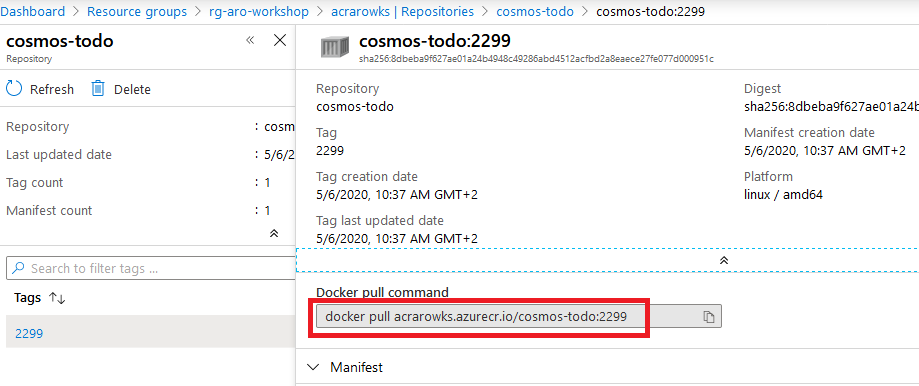 Dashboard > Resource groups > rg-aro-workshop > acrarowks | Repositories > cosmos-todo > cosmos-todo:2299
cosmos-todo
Repository
Refresh Delete
Repository : cosm
Last updated date : 5/6/2
Tag count : 1
Manifest count : 1
Search to filter tags ...
Tags
2299
cosmos-todo:2299
sha256:8dbeba9f627ae01a24b4948c49286abd4512acfbd2a8eaece27fe077d000951c
Repository
cosmos-todo
Tag
2299
Tag creation date
5/6/2020, 10:37 AM GMT+2
Tag last updated date
5/6/2020, 10:37 AM GMT+2
Digest
sha256:8dbeba9f627ae01a24b
Manifest creation date
5/6/2020, 10:37 AM GMT+2
Platform
linux / amd64
Docker pull command
docker pull acrarowks.azurecr.io/cosmos-todo:2299
Manifest